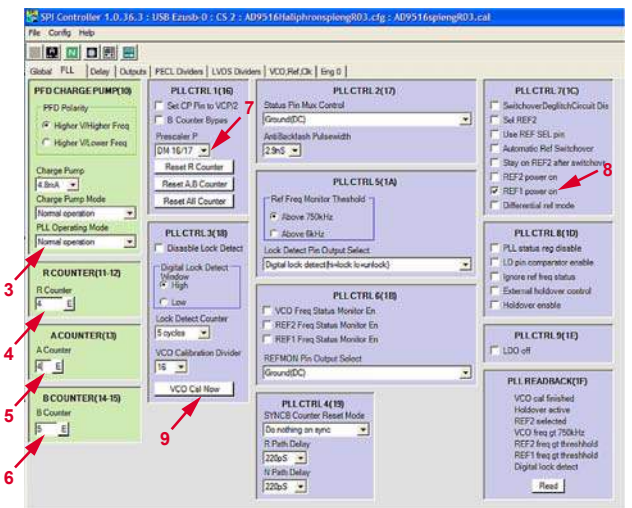 SPI Controller 1.0.36.3 : USB Ezusb-0 : CS 2 : AD9516HaliphronspiengR03.cfg : AD9516spiengR03.cal
File Config Help
Global PLL Delay Outputs PECL Dividers LVDS Dividers VCO,Ref,Clk Eng 0
PFD CHARGE PUMP(10)
PFD Polarity
Higher V/Higher Freq
Higher V/Lower Freq
Charge Pump
4.8mA
Charge Pump Mode
Normal operation
PLL Operating Mode
Normal operation
3
R COUNTER(11-12)
R Counter
4 E
4
A COUNTER(13)
A Counter
4 E
5
B COUNTER(14-15)
B Counter
5 E
6
PLL CTRL 1(16)
Set CP Pin to VCP/2
B Counter Bypes
Prescaler P
DM 16/17
7
Reset R Counter
Reset A,B Counter
Reset All Counter
PLL CTRL 3(18)
Disable Lock Detect
Digital Lock Detect
Window
High
Low
Lock Detect Counter
5 cycles
VCO Calibration Divider
16
VCO Cal Now
9
PLL CTRL 2(17)
Status Pin Mux Control
Ground(DC)
AntiBacklash Pulsewidth
2.9nS
PLL CTRL 5(1A)
Ref Freq Monitor Theshold
Above 750kHz
Above 6kHz
Lock Detect Pin Output Select
Digital lock detect(hi=lock lo=unlock)
PLL CTRL 6(1B)
VCO Freq Status Monitor En
REF2 Freq Status Monitor En
REF1 Freq Status Monitor En
REFMON Pin Output Select
Ground(DC)
PLL CTRL 4(19)
SYNCB Counter Reset Mode
Do nothing on sync
R Path Delay
220pS
N Path Delay
220pS
PLL CTRL 7(1C)
SwitchoverDeglitchCircuit Dis
Sel REF2
Use REF SEL pin
Automatic Ref Switchover
Stay on REF2 after switchove
REF2 power on
REF1 power on
Differential ref mode
8
PLL CTRL 8(1D)
PLL status reg disable
LD pin comparator enable
Ignore ref freq status
External holdover control
Holdover enable
PLL CTRL 9(1E)
LDO off
PLL READBACK(1F)
VCO cal finished
Holdover active
REF2 selected
VCO freq gt 750kHz
REF2 freq gt threshhold
REF1 freq gt threshhold
Digital lock detect
Read